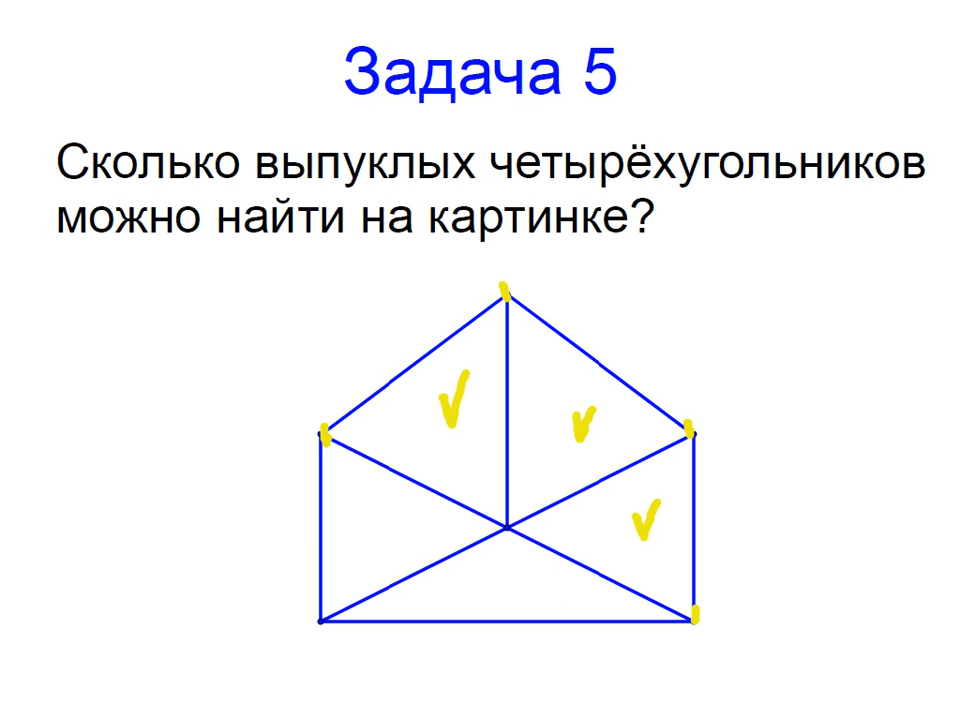 Задача 5
Сколько выпуклых четырёхугольников
можно найти на картинке?